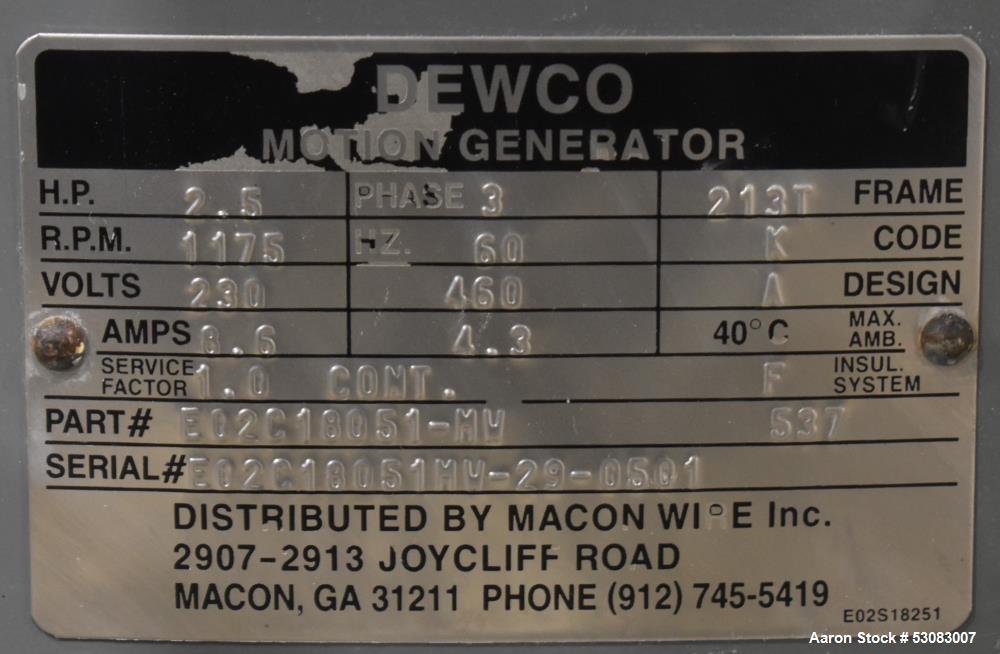 DEWCO
MOTION GENERATOR
H.P. 2.5 PHASE 3 213T FRAME
R.P.M. 1175 HZ. 60 K CODE
VOLTS 230 460 A DESIGN
AMPS 8.6 4.3 40°C MAX. AMB.
SERVICE FACTOR 1.0 CONT. F INSUL. SYSTEM
PART# E02C18051-MW 537
SERIAL# E02C18051MW-29-0501
DISTRIBUTED BY MACON WIRE Inc.
2907-2913 JOYCLIFF ROAD
MACON, GA 31211 PHONE (912) 745-5419
E02S18251
Aaron Stock # 53083007